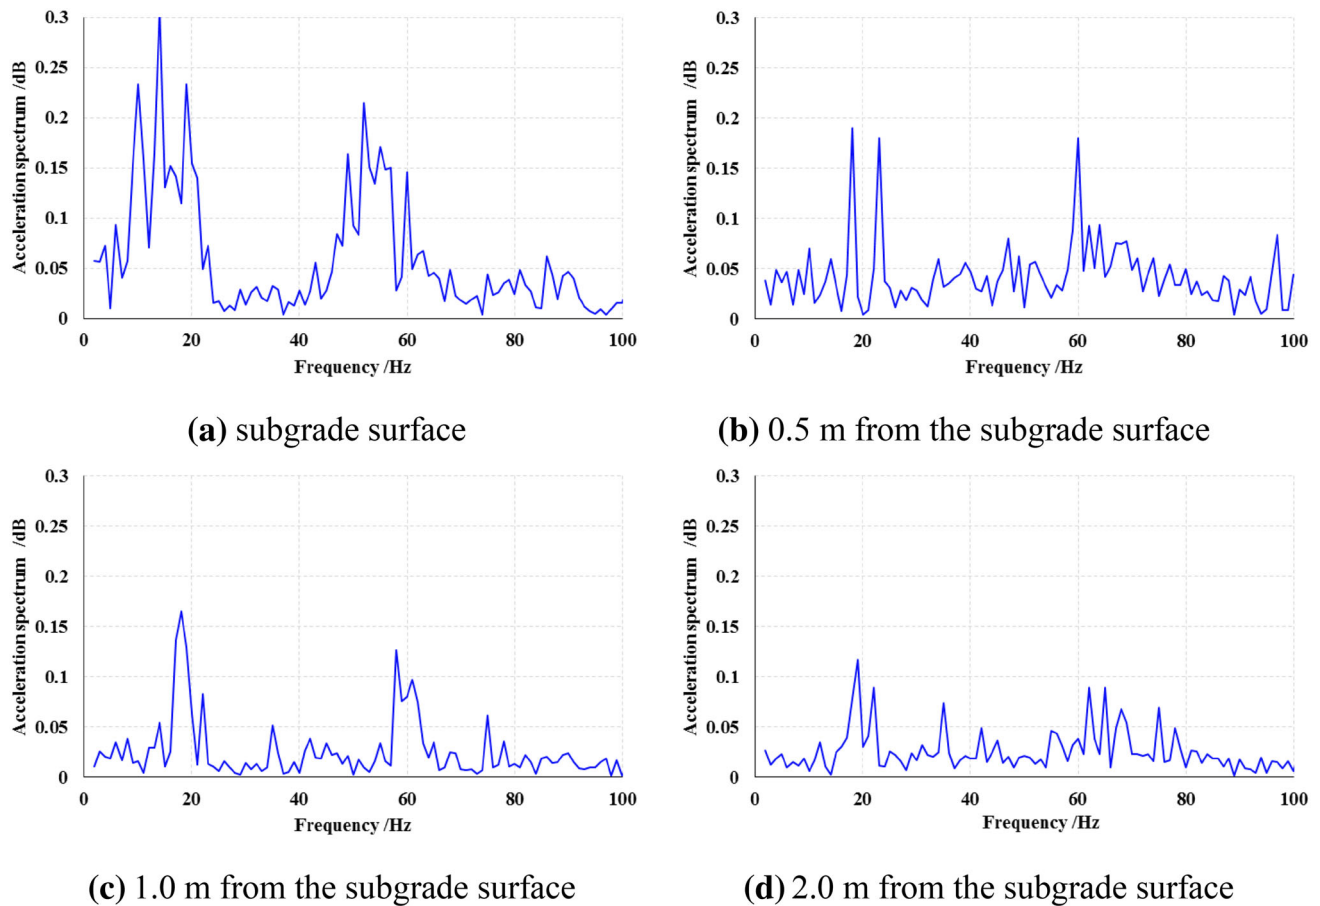 Acceleration spectrum /dB
0.3
0.25
0.2
0.15
0.1
0.05
0
0 20 40 60 80 100
Frequency /Hz
(a) subgrade surface
Acceleration spectrum /dB
0.3
0.25
0.2
0.15
0.1
0.05
0
0 20 40 60 80 100
Frequency /Hz
(b) 0.5 m from the subgrade surface
Acceleration spectrum /dB
0.3
0.25
0.2
0.15
0.1
0.05
0
0 20 40 60 80 100
Frequency /Hz
(c) 1.0 m from the subgrade surface
Acceleration spectrum /dB
0.3
0.25
0.2
0.15
0.1
0.05
0
0 20 40 60 80 100
Frequency /Hz
(d) 2.0 m from the subgrade surface